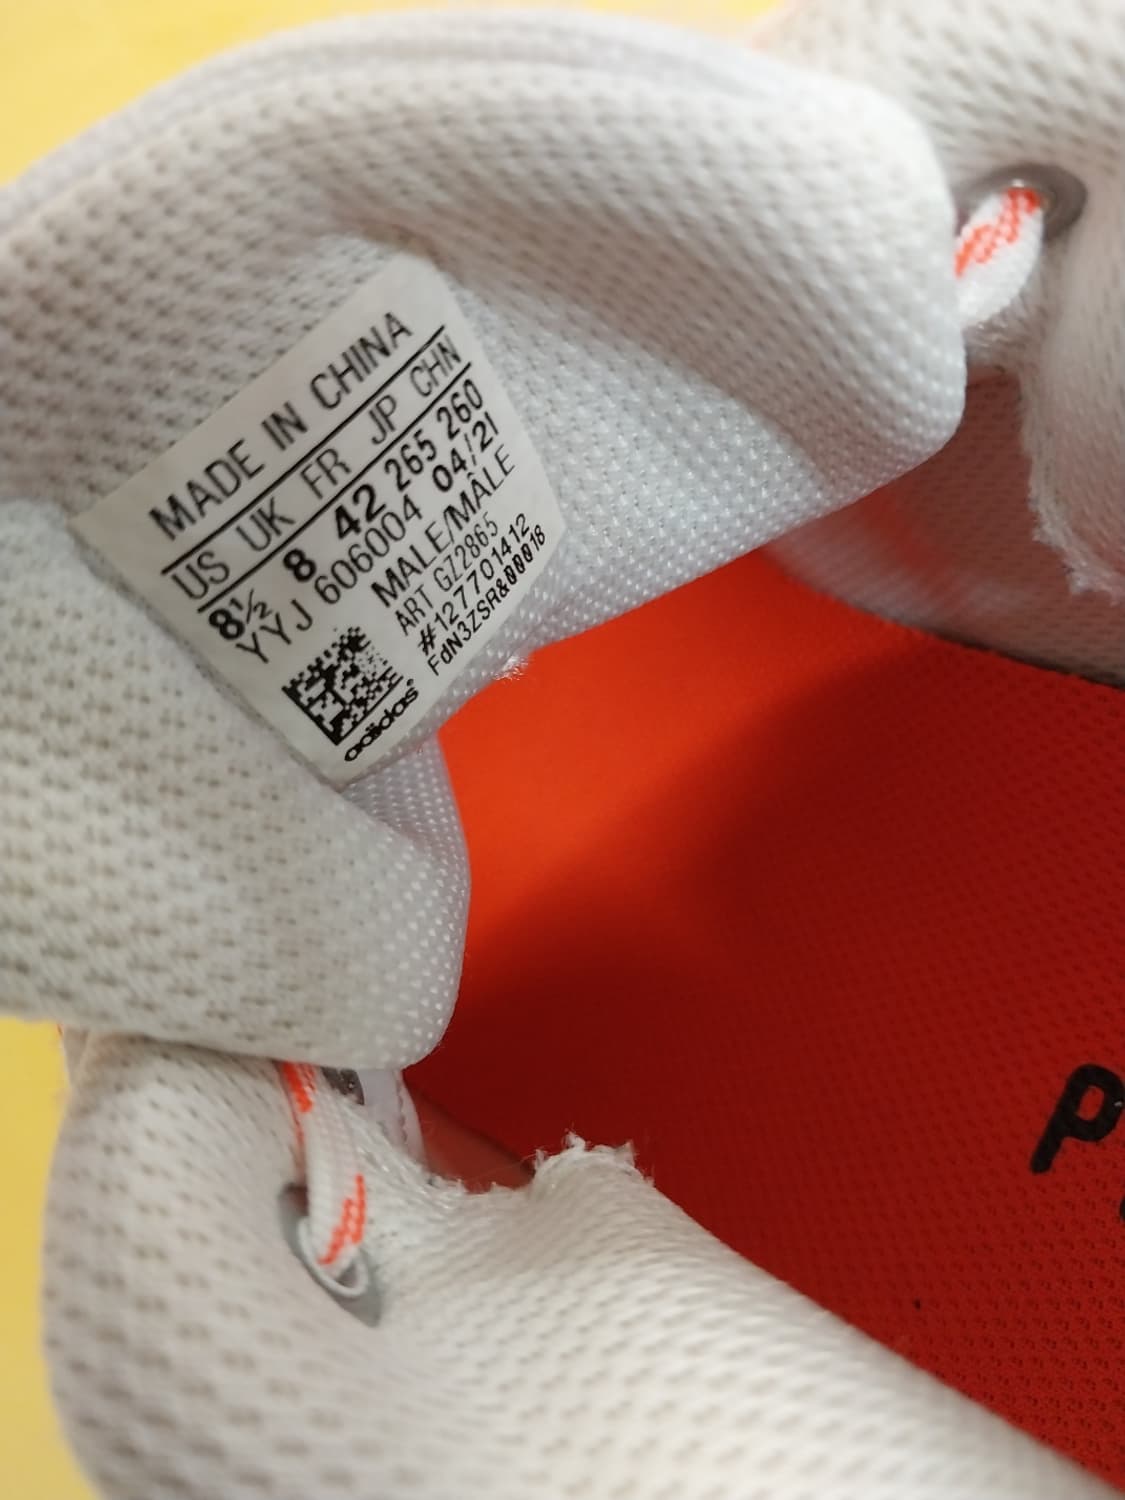 MADE IN CHINA
US UK FR JP CHN
8½ 8 42 265 260
YYJ 606004 04/21
MALE/MÂLE
ART GZ2865
#127701412
FdN3ZSR&00018
adidas
P